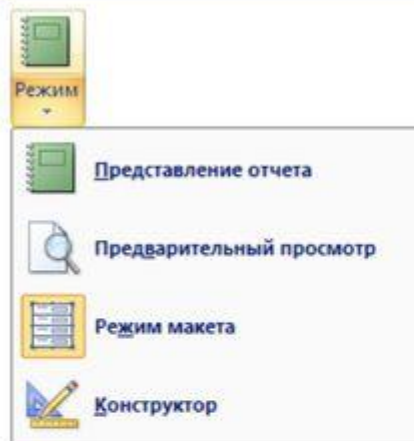 Режим
Представление отчета
Предварительный просмотр
Режим макета
Конструктор